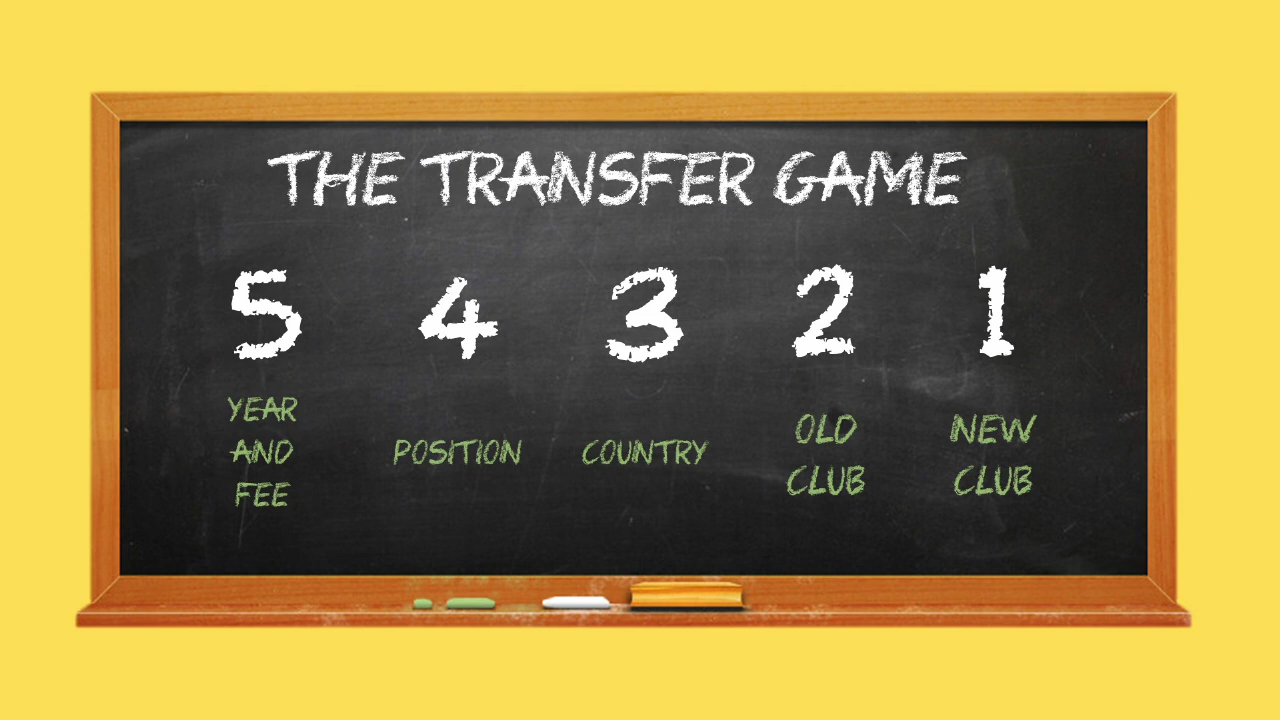 THE TRANSFER GAME
5 4 3 2 1
YEAR AND FEE
POSITION
COUNTRY
OLD CLUB
NEW CLUB